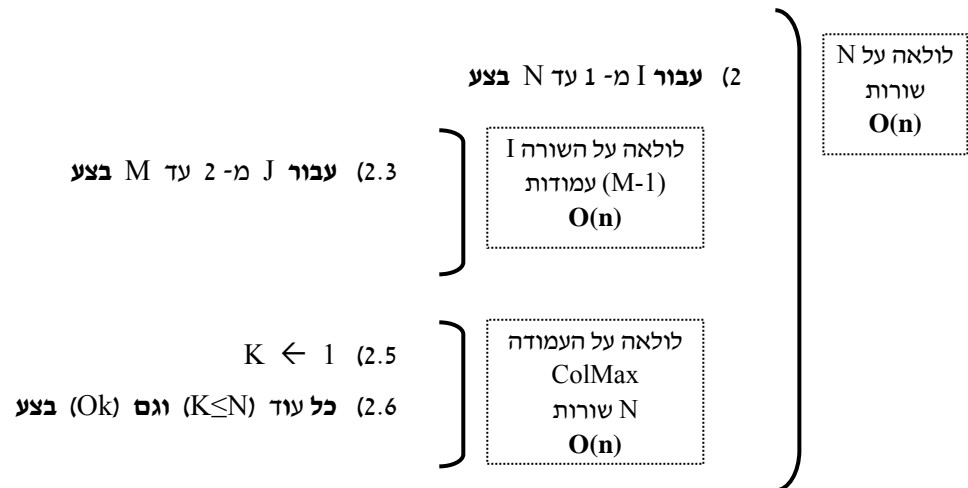 לולאה על N
שורות
O(n)
2) עבור I מ- 1 עד N בצע
לולאה על השורה I
(M-1) עמודות
O(n)
2.3) עבור J מ- 2 עד M בצע
לולאה על העמודה
ColMax
N שורות
O(n)
2.5) K ← 1
2.6) כל עוד (K≤N) וגם (Ok) בצע